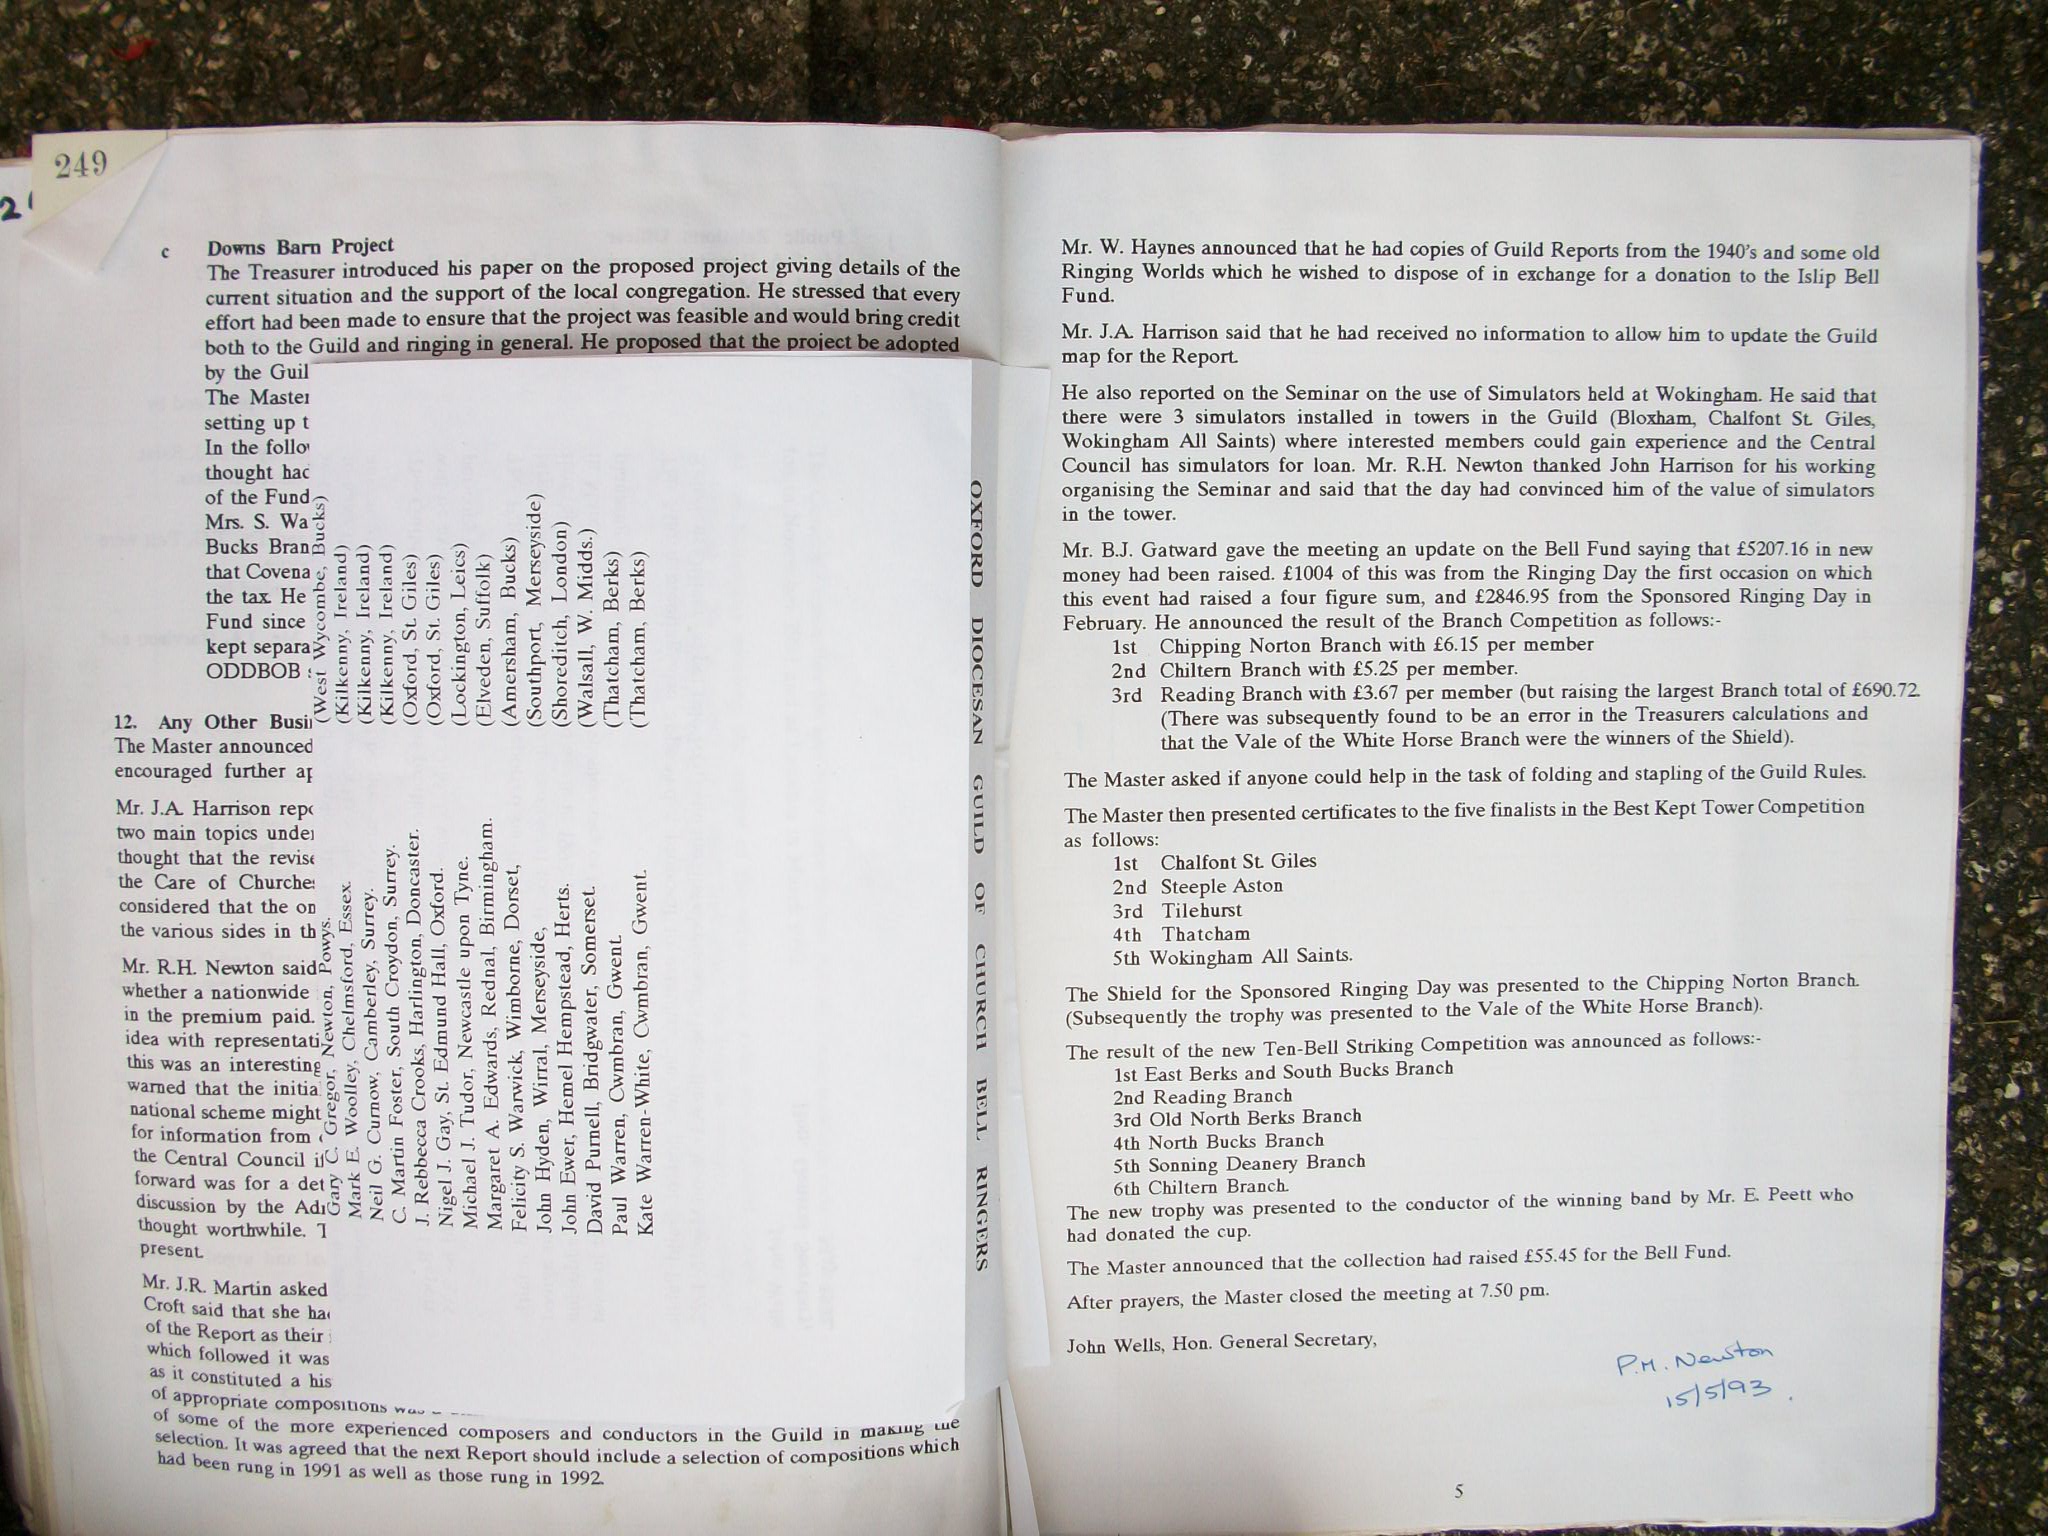 249
c Downs Barn Project
The Treasurer introduced his paper on the proposed project giving details of the
current situation and the support of the local congregation. He stressed that every
effort had been made to ensure that the project was feasible and would bring credit
both to the Guild and ringing in general. He proposed that the project be adopted
by the Guil
The Master
setting up t
In the follo
thought had
of the Fund
Mrs. S. Wa
Bucks Bran
that Covena
the tax. He
Fund since
kept separa
ODDBOB
12. Any Other Busi
The Master announced
encouraged further ap
Mr. J.A. Harrison repo
two main topics under
thought that the revise
the Care of Churches
considered that the on
the various sides in th
Mr. R.H. Newton said
whether a nationwide
in the premium paid.
idea with representati
this was an interesting
warned that the initia
national scheme might
for information from
the Central Council if
forward was for a det
discussion by the Ad
thought worthwhile. T
present.
Mr. J.R. Martin asked
Croft said that she had
of the Report as their
which followed it was
as it constituted a his
of appropriate compositions was
of some of the more experienced composers and conductors in the Guild in making the
selection. It was agreed that the next Report should include a selection of compositions which
had been rung in 1991 as well as those rung in 1992.
Gary C. Gregor, Newton, Powys. (West Wycombe, Bucks)
Mark E. Woolley, Chelmsford, Essex. (Kilkenny, Ireland)
Neil G. Curnow, Camberley, Surrey. (Kilkenny, Ireland)
C. Martin Foster, South Croydon, Surrey. (Kilkenny, Ireland)
J. Rebbecca Crooks, Harlington, Doncaster. (Oxford, St. Giles)
Nigel J. Gay, St. Edmund Hall, Oxford. (Oxford, St. Giles)
Michael J. Tudor, Newcastle upon Tyne. (Lockington, Leics)
Margaret A. Edwards, Rednal, Birmingham. (Elveden, Suffolk)
Felicity S. Warwick, Wimborne, Dorset, (Amersham, Bucks)
John Hyden, Wirral, Merseyside, (Southport, Merseyside)
John Ewer, Hemel Hempstead, Herts. (Shoreditch, London)
David Purnell, Bridgwater, Somerset. (Walsall, W. Midds.)
Paul Warren, Cwmbran, Gwent. (Thatcham, Berks)
Kate Warren-White, Cwmbran, Gwent. (Thatcham, Berks)
OXFORD DIOCESAN GUILD OF CHURCH BELL RINGERS
Mr. W. Haynes announced that he had copies of Guild Reports from the 1940's and some old
Ringing Worlds which he wished to dispose of in exchange for a donation to the Islip Bell
Fund.
Mr. J.A. Harrison said that he had received no information to allow him to update the Guild
map for the Report.
He also reported on the Seminar on the use of Simulators held at Wokingham. He said that
there were 3 simulators installed in towers in the Guild (Bloxham, Chalfont St. Giles,
Wokingham All Saints) where interested members could gain experience and the Central
Council has simulators for loan. Mr. R.H. Newton thanked John Harrison for his working
organising the Seminar and said that the day had convinced him of the value of simulators
in the tower.
Mr. B.J. Gatward gave the meeting an update on the Bell Fund saying that £5207.16 in new
money had been raised. £1004 of this was from the Ringing Day the first occasion on which
this event had raised a four figure sum, and £2846.95 from the Sponsored Ringing Day in
February. He announced the result of the Branch Competition as follows:-
1st Chipping Norton Branch with £6.15 per member
2nd Chiltern Branch with £5.25 per member.
3rd Reading Branch with £3.67 per member (but raising the largest Branch total of £690.72.
(There was subsequently found to be an error in the Treasurers calculations and
that the Vale of the White Horse Branch were the winners of the Shield).
The Master asked if anyone could help in the task of folding and stapling of the Guild Rules.
The Master then presented certificates to the five finalists in the Best Kept Tower Competition
as follows:
1st Chalfont St. Giles
2nd Steeple Aston
3rd Tilehurst
4th Thatcham
5th Wokingham All Saints.
The Shield for the Sponsored Ringing Day was presented to the Chipping Norton Branch.
(Subsequently the trophy was presented to the Vale of the White Horse Branch).
The result of the new Ten-Bell Striking Competition was announced as follows:-
1st East Berks and South Bucks Branch
2nd Reading Branch
3rd Old North Berks Branch
4th North Bucks Branch
5th Sonning Deanery Branch
6th Chiltern Branch.
The new trophy was presented to the conductor of the winning band by Mr. E. Peett who
had donated the cup.
The Master announced that the collection had raised £55.45 for the Bell Fund.
After prayers, the Master closed the meeting at 7.50 pm.
John Wells, Hon. General Secretary,
P.M. Newton
15/5/93.
5